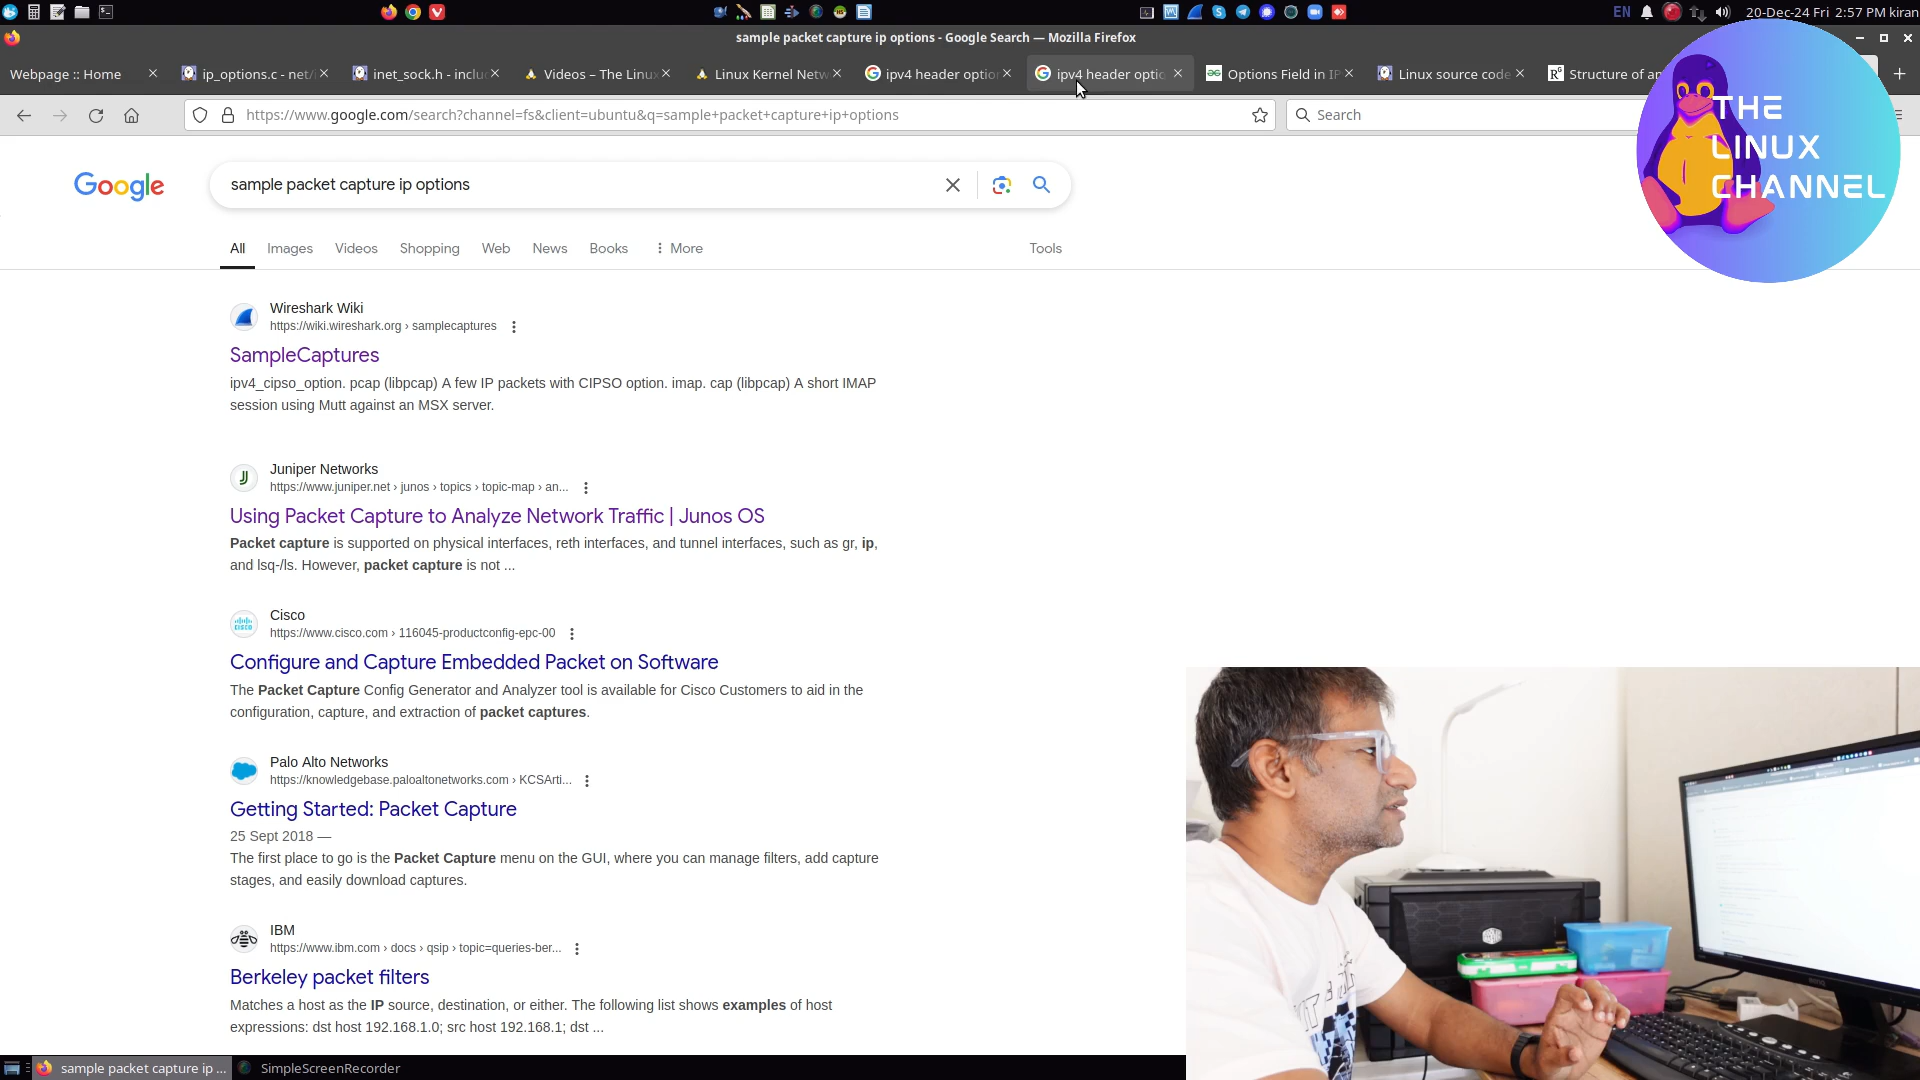 EN
20-Dec-24 Fri 2:57 PM kiran
sample packet capture ip options - Google Search — Mozilla Firefox
Webpage :: Home
ip_options.c - net/i
inet_sock.h - inclu
Videos – The Linux
Linux Kernel Netw
ipv4 header optio
ipv4 header optio
Options Field in IP
Linux source code
Structure of an
https://www.google.com/search?channel=fs&client=ubuntu&q=sample+packet+capture+ip+options
Search
THE
LINUX
CHANNEL
Google
sample packet capture ip options
All
Images
Videos
Shopping
Web
News
Books
More
Tools
Wireshark Wiki
https://wiki.wireshark.org › samplecaptures
SampleCaptures
ipv4_cipso_option. pcap (libpcap) A few IP packets with CIPSO option. imap. cap (libpcap) A short IMAP
session using Mutt against an MSX server.
Juniper Networks
https://www.juniper.net › junos › topics › topic-map › an...
Using Packet Capture to Analyze Network Traffic | Junos OS
Packet capture is supported on physical interfaces, reth interfaces, and tunnel interfaces, such as gr, ip,
and lsq-/ls. However, packet capture is not ...
Cisco
https://www.cisco.com › 116045-productconfig-epc-00
Configure and Capture Embedded Packet on Software
The Packet Capture Config Generator and Analyzer tool is available for Cisco Customers to aid in the
configuration, capture, and extraction of packet captures.
Palo Alto Networks
https://knowledgebase.paloaltonetworks.com › KCSArti...
Getting Started: Packet Capture
25 Sept 2018 —
The first place to go is the Packet Capture menu on the GUI, where you can manage filters, add capture
stages, and easily download captures.
IBM
https://www.ibm.com › docs › qsip › topic=queries-ber...
Berkeley packet filters
Matches a host as the IP source, destination, or either. The following list shows examples of host
expressions: dst host 192.168.1.0; src host 192.168.1; dst ...
sample packet capture ip ...
SimpleScreenRecorder